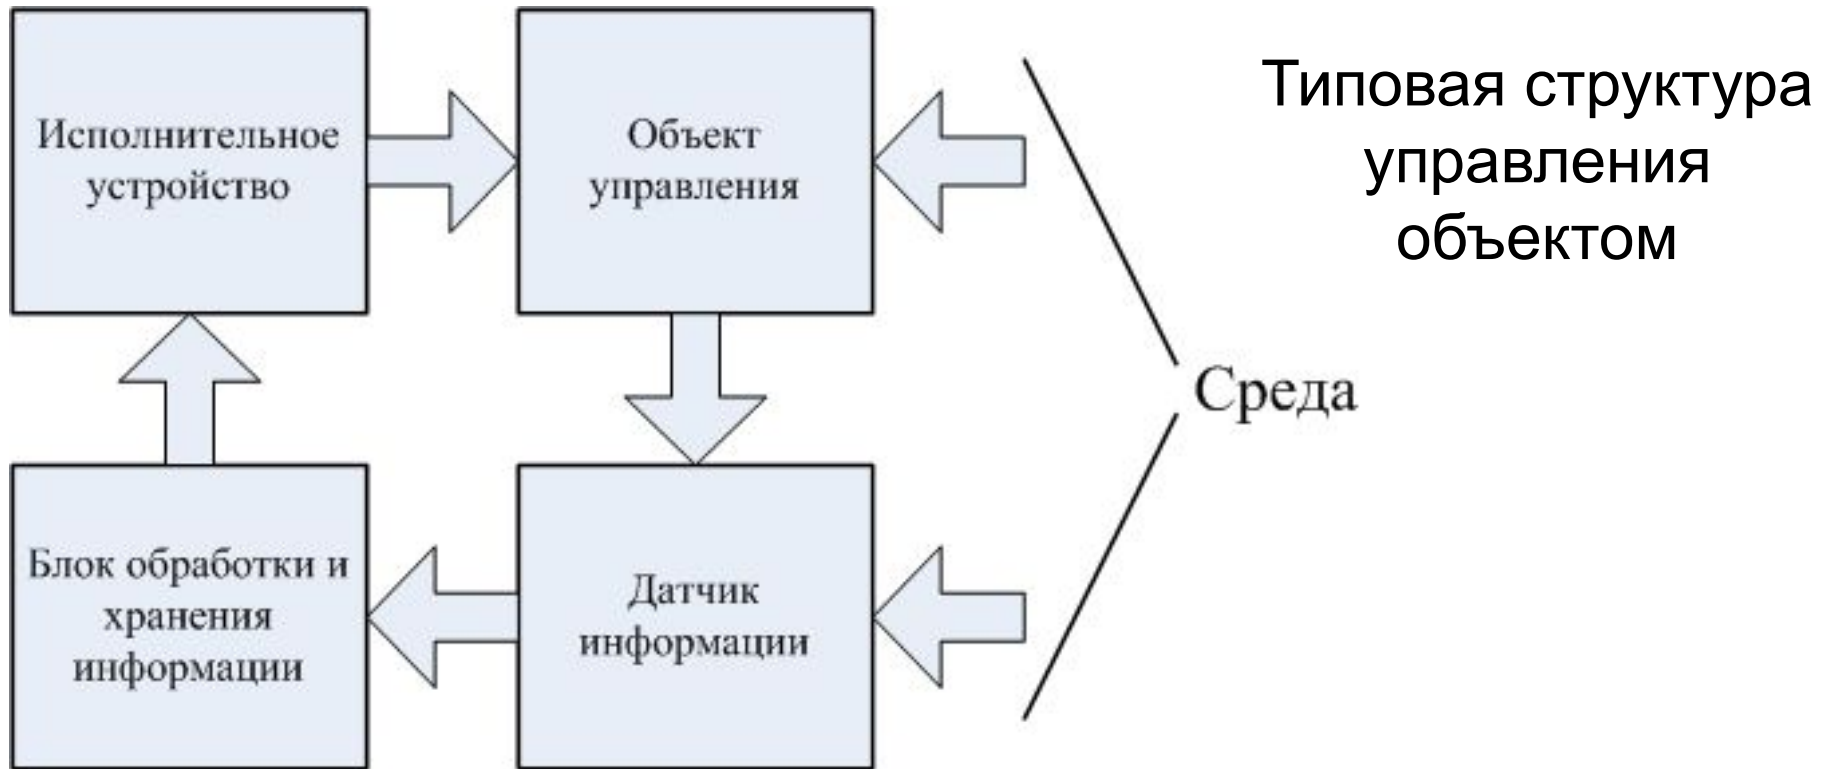 Исполнительное
устройство
Объект
управления
Типовая структура
управления
объектом
Среда
Блок обработки и
хранения
информации
Датчик
информации